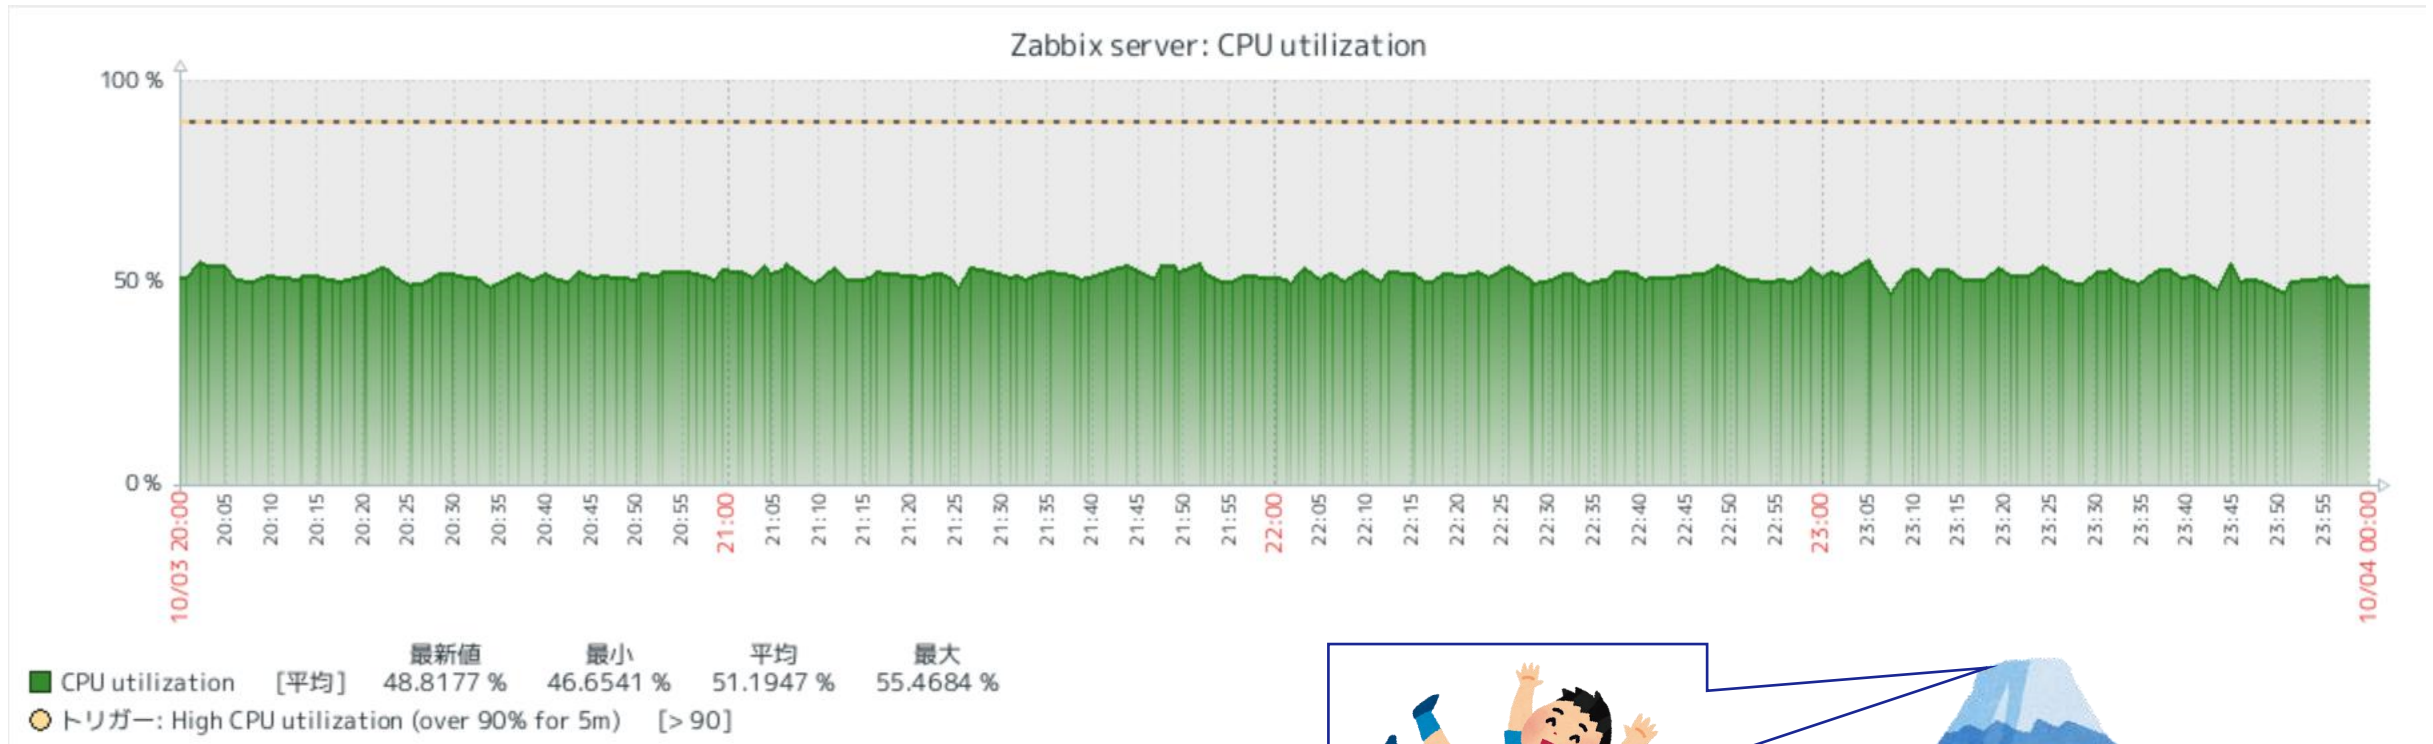 Zabbix server: CPU utilization
100 %
50 %
0 %
10/03 20:00 20:05 20:10 20:15 20:20 20:25 20:30 20:35 20:40 20:45 20:50 20:55 21:00 21:05 21:10 21:15 21:20 21:25 21:30 21:35 21:40 21:45 21:50 21:55 22:00 22:05 22:10 22:15 22:20 22:25 22:30 22:35 22:40 22:45 22:50 22:55 23:00 23:05 23:10 23:15 23:20 23:25 23:30 23:35 23:40 23:45 23:50 23:55 10/04 00:00
最新値 最小 平均 最大
CPU utilization [平均] 48.8177 % 46.6541 % 51.1947 % 55.4684 %
トリガー: High CPU utilization (over 90% for 5m) [> 90]